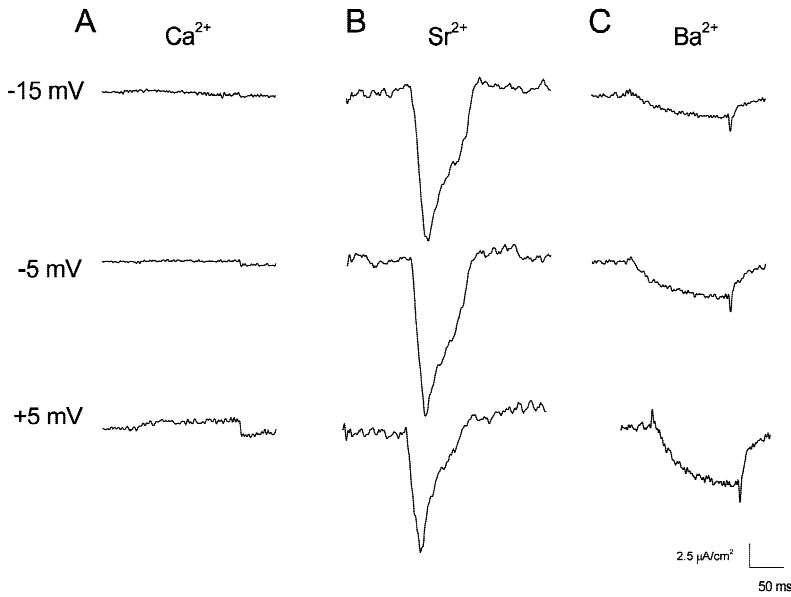 A Ca²⁺ B Sr²⁺ C Ba²⁺
-15 mV
-5 mV
+5 mV
2.5 μA/cm²
50 ms